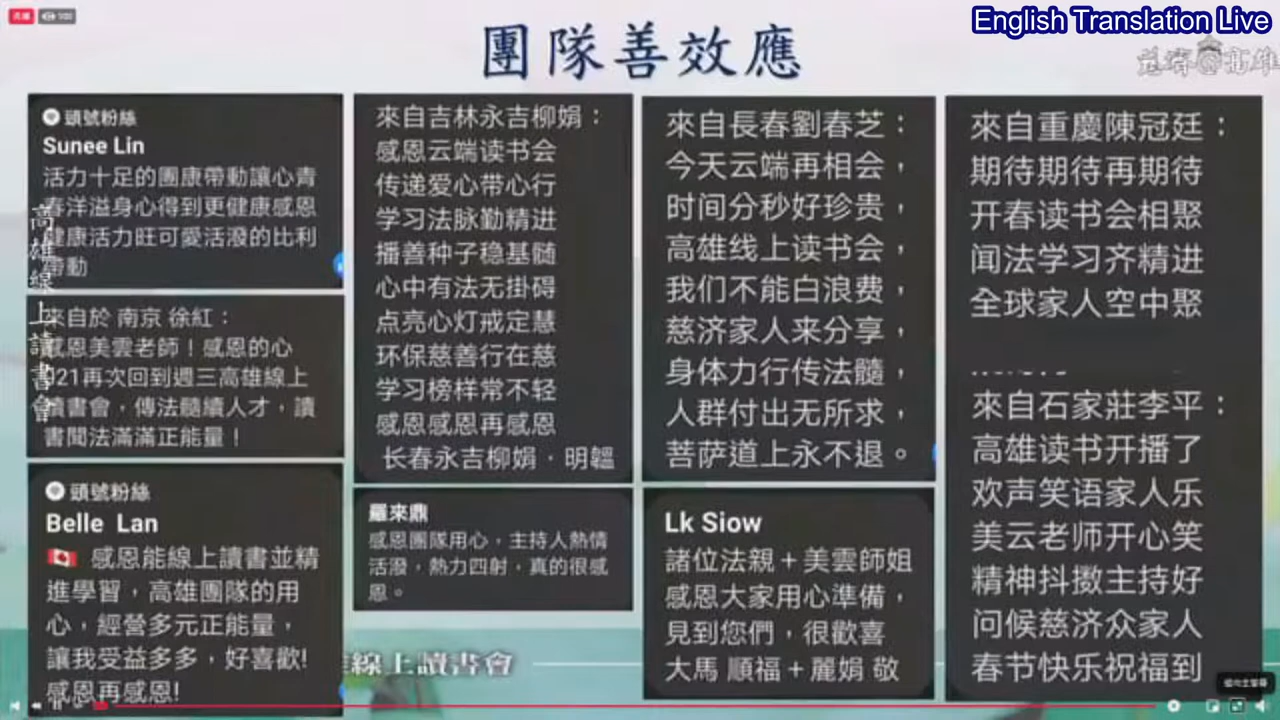 English Translation Live
團隊善效應
慈濟@高雄
頭號粉絲
Sunee Lin
活力十足的團康帶動讓心青
春洋溢身心得到更健康感恩
健康活力旺可愛活潑的比利
帶動
來自於 南京 徐紅：
感恩美雲老師！感恩的心
2021再次回到週三高雄線上
讀書會，傳法髓續人才，讀
書聞法滿滿正能量！
頭號粉絲
Belle Lan
感恩能線上讀書並精
進學習，高雄團隊的用
心，經營多元正能量，
讓我受益多多，好喜歡!
感恩再感恩!
高雄線上讀書會
來自吉林永吉柳娟：
感恩云端读书会
传递爱心带心行
学习法脉勤精进
播善种子稳基髄
心中有法无掛碍
点亮心灯戒定慧
环保慈善行在慈
学习榜样常不轻
感恩感恩再感恩
长春永吉柳娟·明韞
羅來鼎
感恩團隊用心，主持人熱情
活潑，熱力四射，真的很感
恩。
線上讀書會
來自長春劉春芝：
今天云端再相会，
时间分秒好珍贵，
高雄线上读书会，
我们不能白浪费，
慈济家人来分享，
身体力行传法髓，
人群付出无所求，
菩萨道上永不退。
Lk Siow
諸位法親＋美雲師姐
感恩大家用心準備，
見到您們，很歡喜
大馬 順福＋麗娟 敬
來自重慶陳冠廷：
期待期待再期待
开春读书会相聚
闻法学习齐精进
全球家人空中聚
來自石家莊李平：
高雄读书开播了
欢声笑语家人乐
美云老师开心笑
精神抖擞主持好
问候慈济众家人
春节快乐祝福到